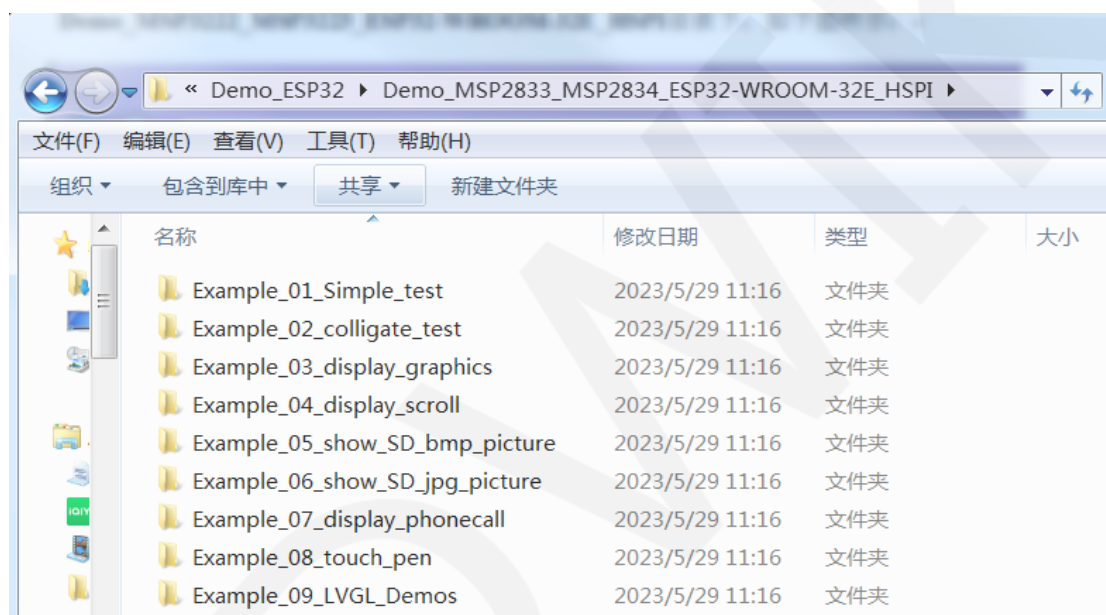 « Demo_ESP32 ▸ Demo_MSP2833_MSP2834_ESP32-WROOM-32E_HSPI ▸
文件(F) 编辑(E) 查看(V) 工具(T) 帮助(H)
组织 包含到库中 共享 新建文件夹
名称 修改日期 类型 大小
Example_01_Simple_test 2023/5/29 11:16 文件夹
Example_02_colligate_test 2023/5/29 11:16 文件夹
Example_03_display_graphics 2023/5/29 11:16 文件夹
Example_04_display_scroll 2023/5/29 11:16 文件夹
Example_05_show_SD_bmp_picture 2023/5/29 11:16 文件夹
Example_06_show_SD_jpg_picture 2023/5/29 11:16 文件夹
Example_07_display_phonecall 2023/5/29 11:16 文件夹
Example_08_touch_pen 2023/5/29 11:16 文件夹
Example_09_LVGL_Demos 2023/5/29 11:16 文件夹